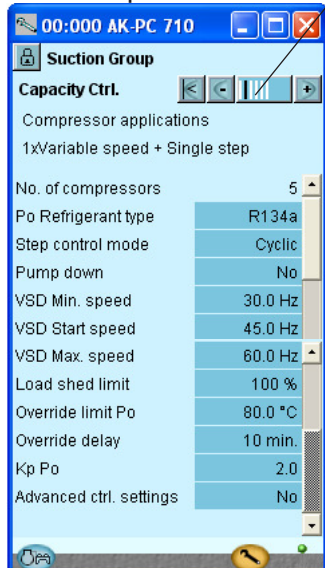 00:000 AK-PC 710
Suction Group
Capacity Ctrl.
Compressor applications
1xVariable speed + Single step
No. of compressors 5
Po Refrigerant type R134a
Step control mode Cyclic
Pump down No
VSD Min. speed 30.0 Hz
VSD Start speed 45.0 Hz
VSD Max. speed 60.0 Hz
Load shed limit 100 %
Override limit Po 80.0 °C
Override delay 10 min.
Kp Po 2.0
Advanced ctrl. settings No